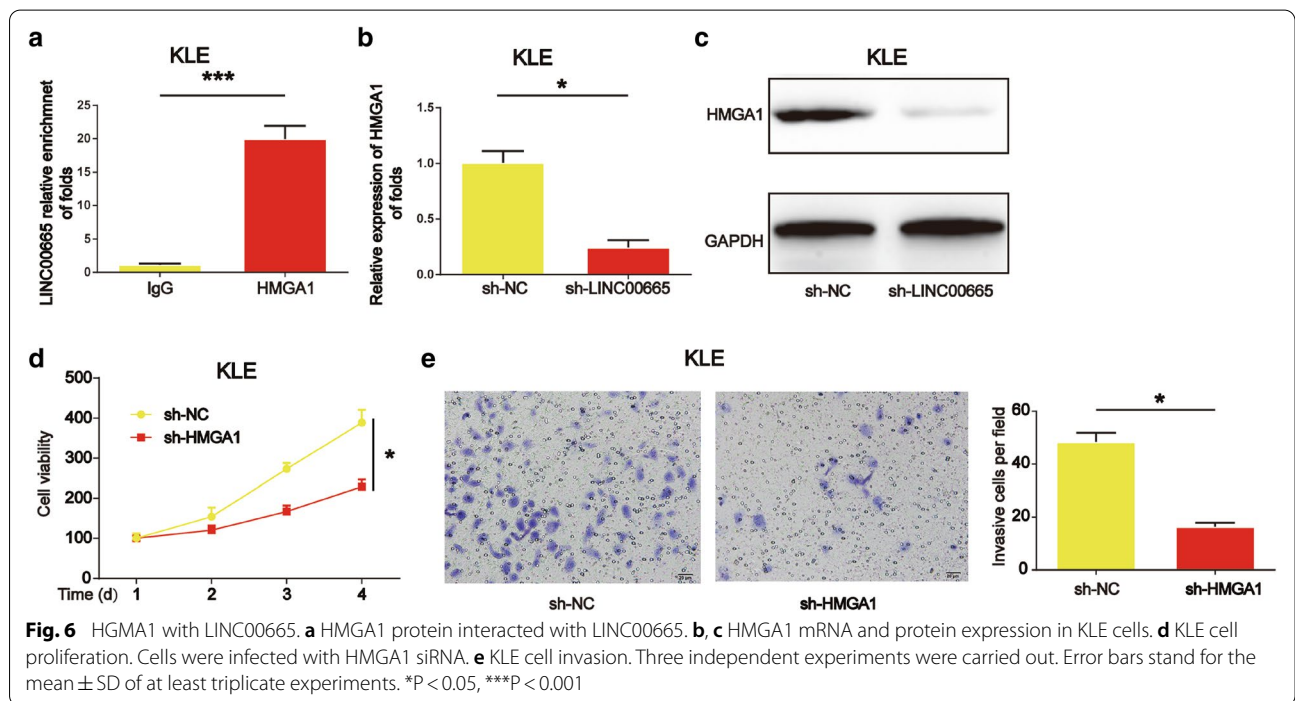 a
KLE
***
LINC00665 relative enrichmnet
of folds
25
20
15
10
5
0
IgG HMGA1
b
KLE
*
Relative expression of HMGA1
of folds
1.5
1.0
0.5
0.0
sh-NC sh-LINC00665
c
KLE
HMGA1
GAPDH
sh-NC sh-LINC00665
d
KLE
Cell viability
500
400
300
200
100
0
sh-NC
sh-HMGA1
*
Time (d) 1 2 3 4
e
KLE
20 μm
sh-NC
sh-HMGA1
Invasive cells per field
60
40
20
0
*
sh-NC sh-HMGA1
Fig. 6 HGMA1 with LINC00665. a HMGA1 protein interacted with LINC00665. b, c HMGA1 mRNA and protein expression in KLE cells. d KLE cell
proliferation. Cells were infected with HMGA1 siRNA. e KLE cell invasion. Three independent experiments were carried out. Error bars stand for the
mean ± SD of at least triplicate experiments. *P < 0.05, ***P < 0.001